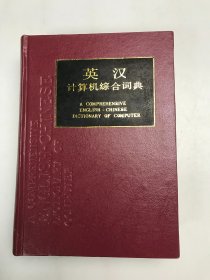 英汉
计算机综合词典
A COMPREHENSIVE
ENGLISH-CHINESE
DICTIONARY OF COMPUTER